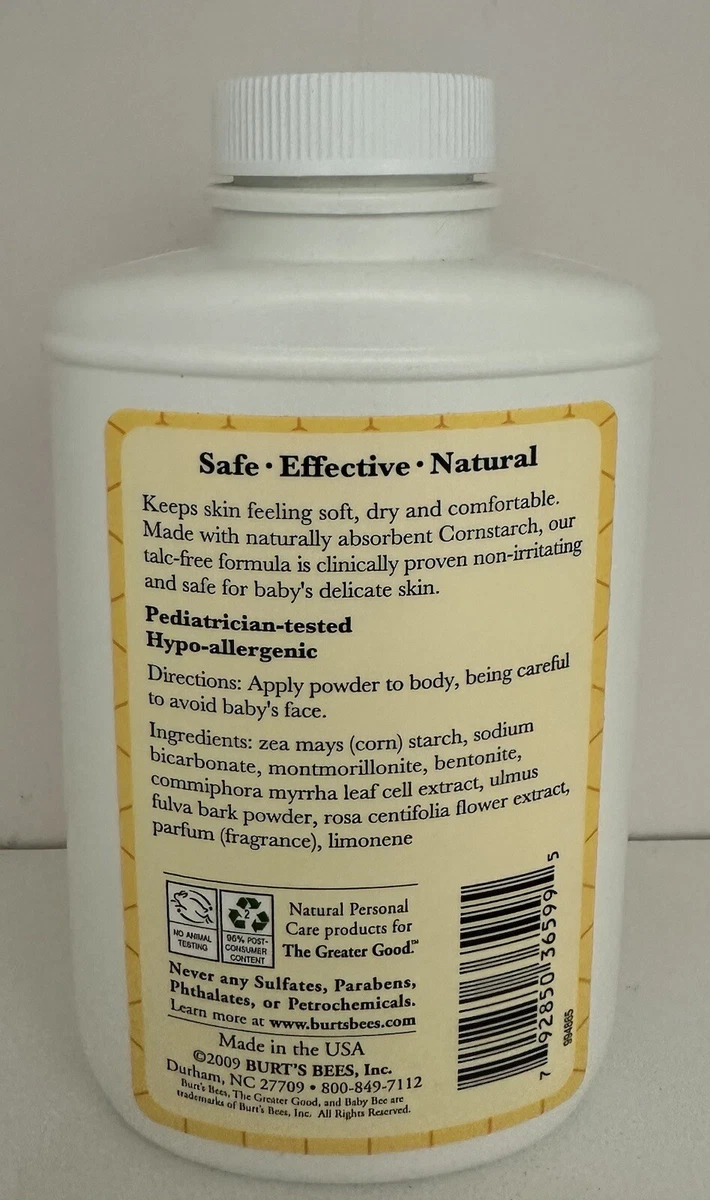 Safe • Effective • Natural
Keeps skin feeling soft, dry and comfortable.
Made with naturally absorbent Cornstarch, our
talc-free formula is clinically proven non-irritating
and safe for baby's delicate skin.
Pediatrician-tested
Hypo-allergenic
Directions: Apply powder to body, being careful
to avoid baby's face.
Ingredients: zea mays (corn) starch, sodium
bicarbonate, montmorillonite, bentonite,
commiphora myrrha leaf cell extract, ulmus
fulva bark powder, rosa centifolia flower extract,
parfum (fragrance), limonene
NO ANIMAL
TESTING
2
96% POST-
CONSUMER
CONTENT
Natural Personal
Care products for
The Greater Good.™
Never any Sulfates, Parabens,
Phthalates, or Petrochemicals.
Learn more at www.burtsbees.com
Made in the USA
©2009 BURT'S BEES, Inc.
Durham, NC 27709 • 800-849-7112
Burt's Bees, The Greater Good, and Baby Bee are
trademarks of Burt's Bees, Inc. All Rights Reserved.
7 92850 36599 5
994865